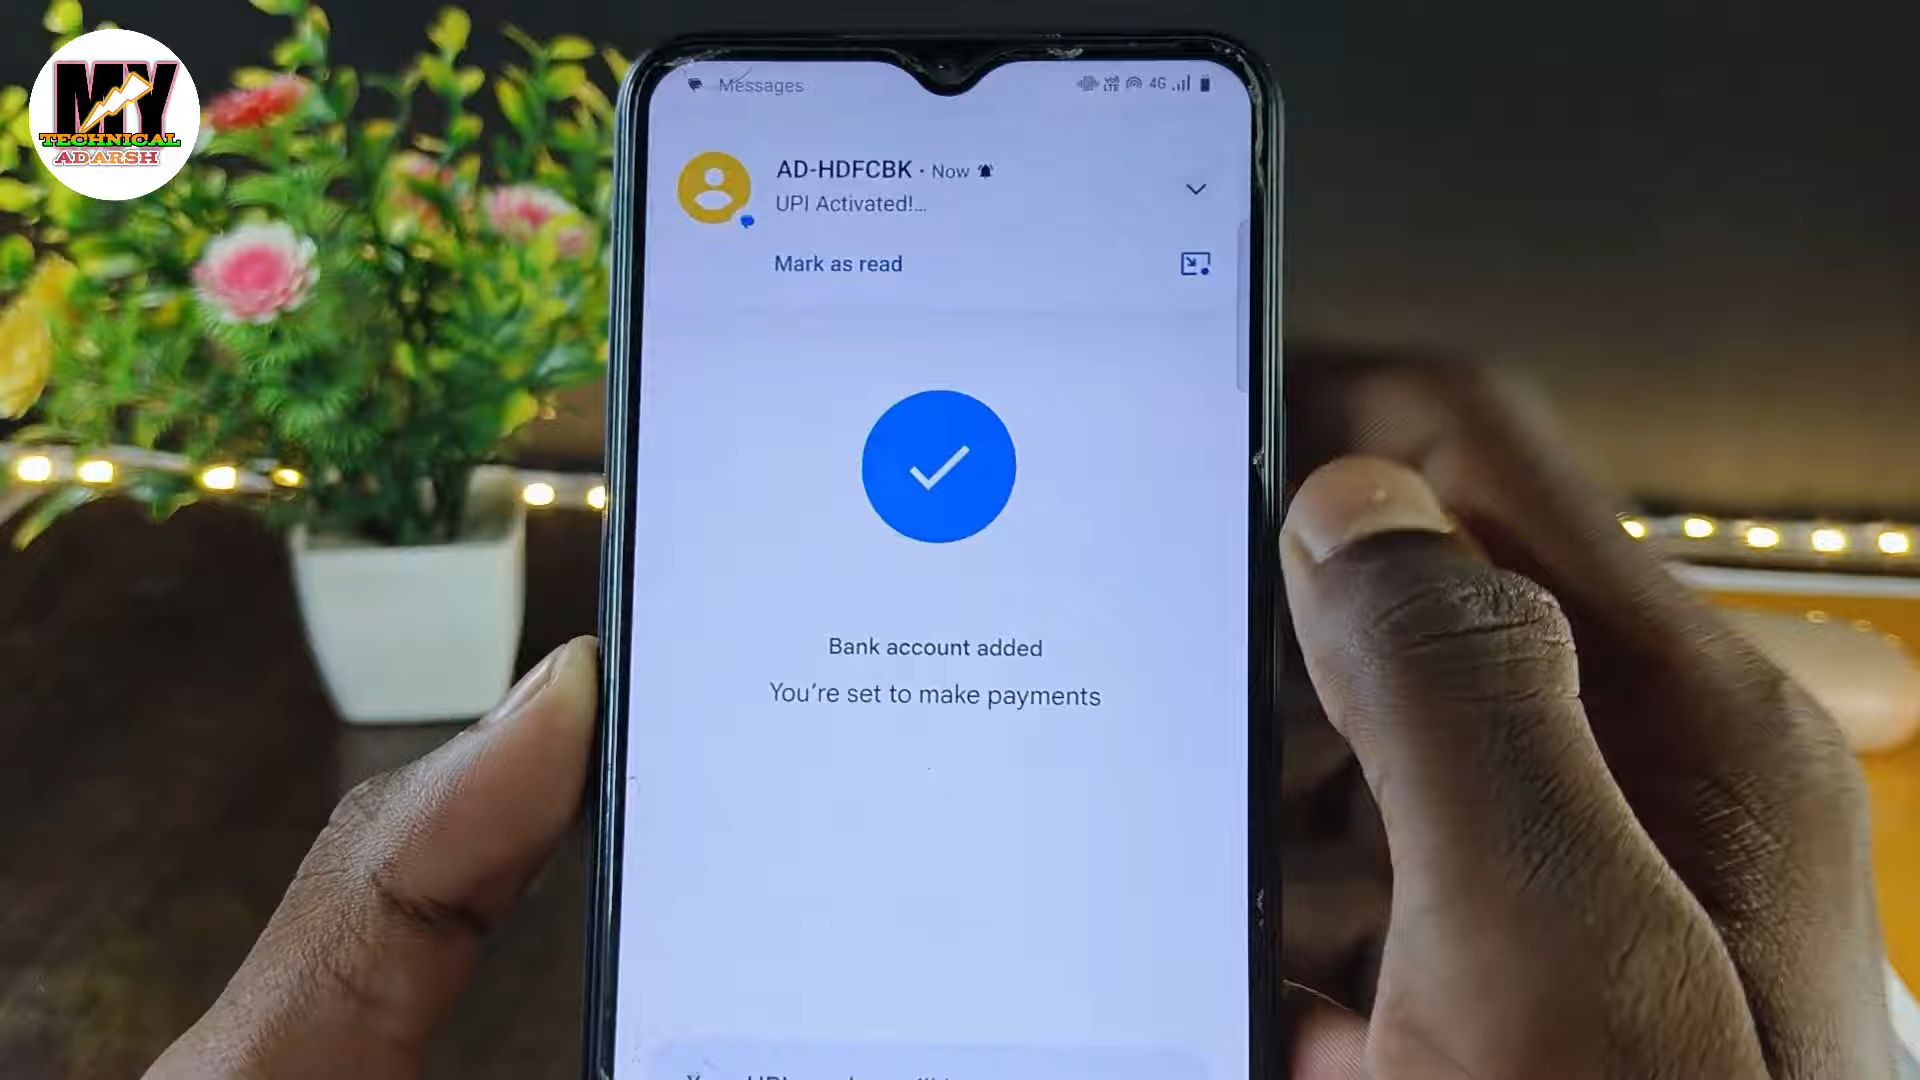 MY
TECHNICAL
ADARSH
Messages
4G
AD-HDFCBK · Now
UPI Activated!...
Mark as read
Bank account added
You're set to make payments